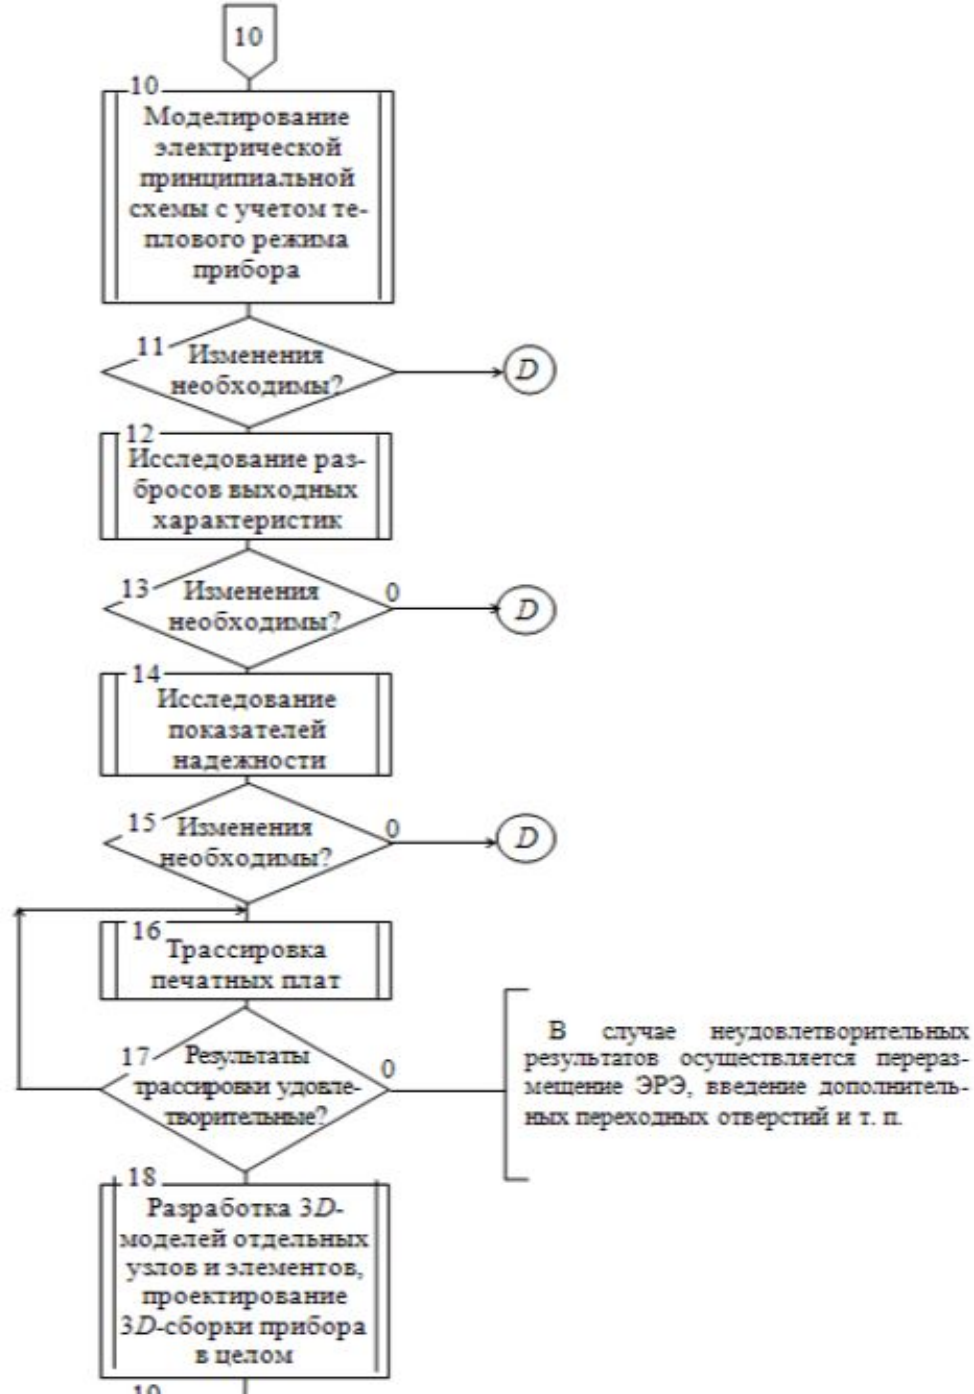 10
10
Моделирование
электрической
принципиальной
схемы с учетом те-
плового режима
прибора
11
Изменения
необходимы?
D
12
Исследование раз-
бросов выходных
характеристик
13
Изменения
необходимы?
0
D
14
Исследование
показателей
надежности
15
Изменения
необходимы?
0
D
16
Трассировка
печатных плат
17
Результаты
трассировки удовле-
творительные?
0
В случае неудовлетворительных
результатов осуществляется перераз-
мещение ЭРЭ, введение дополнитель-
ных переходных отверстий и т. п.
18
Разработка 3D-
моделей отдельных
узлов и элементов,
проектирование
3D-сборки прибора
в целом
19